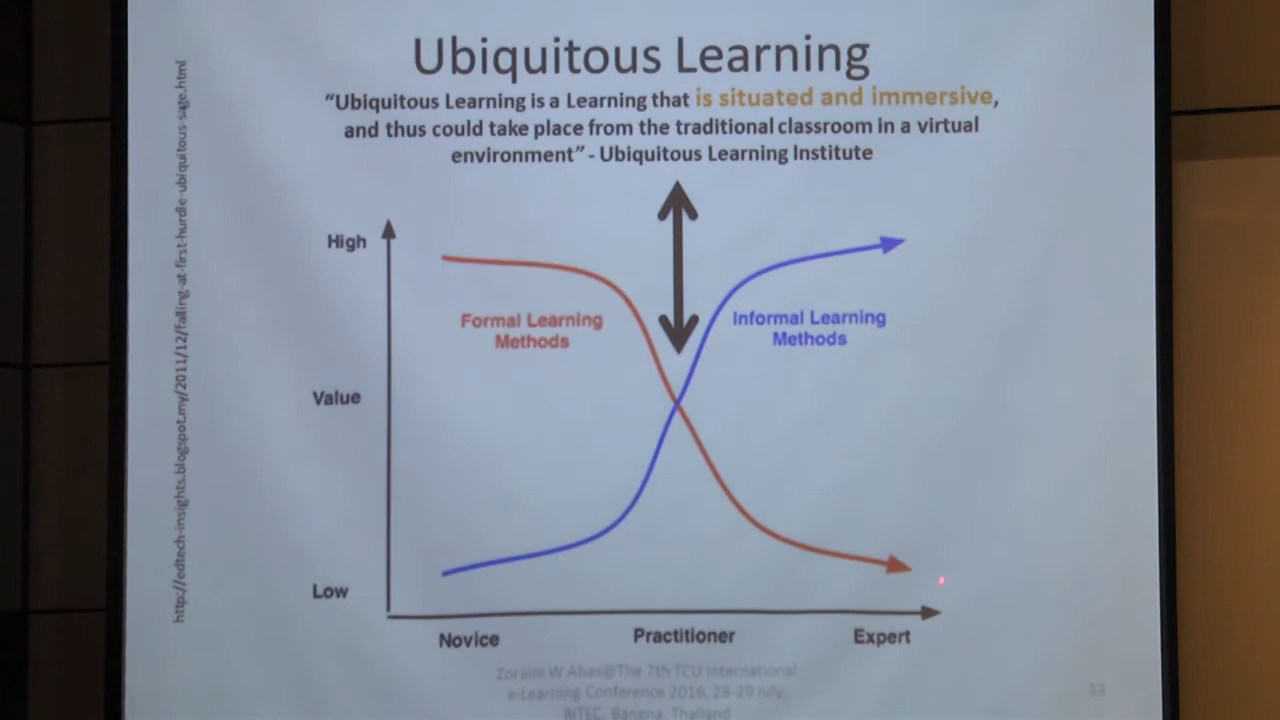 Ubiquitous Learning
“Ubiquitous Learning is a Learning that is situated and immersive,
and thus could take place from the traditional classroom in a virtual
environment” - Ubiquitous Learning Institute
http://edtech-insights.blogspot.my/2011/12/falling-at-first-hurdle-ubiquitous-sage.html
High
Formal Learning
Methods
Informal Learning
Methods
Value
Low
Novice
Practitioner
Expert
Zoraini W Abas@The 7th TCU International
e-Learning Conference 2016, 28-29 July,
BITEC, Bangna, Thailand
33